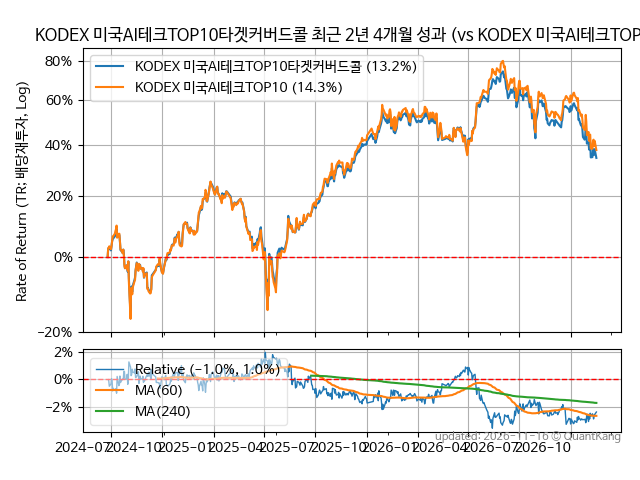 KODEX 미국AI테크TOP10타겟커버드콜 최근 2년 4개월 성과 (vs KODEX 미국AI테크TOP
80%
60%
40%
20%
0%
−20%
Rate of Return (TR: 배당재투자, Log)
KODEX 미국AI테크TOP10타겟커버드콜 (13.2%)
KODEX 미국AI테크TOP10 (14.3%)
2%
0%
−2%
Relative (−1.0%, 1.0%)
MA(60)
MA(240)
2024-07
2024-10
2025-01
2025-04
2025-07
2025-10
2026-01
2026-04
2026-07
2026-10
updated: 2026-11-16 © QuantKang